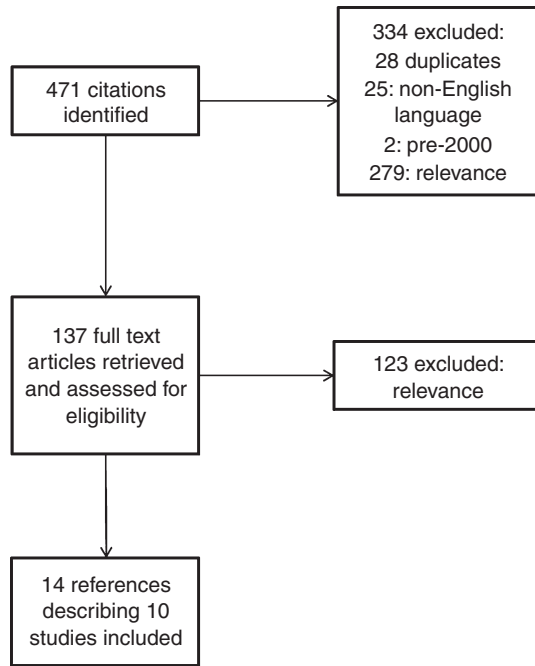 471 citations
identified
334 excluded:
28 duplicates
25: non-English
language
2: pre-2000
279: relevance
137 full text
articles retrieved
and assessed for
eligibility
123 excluded:
relevance
14 references
describing 10
studies included